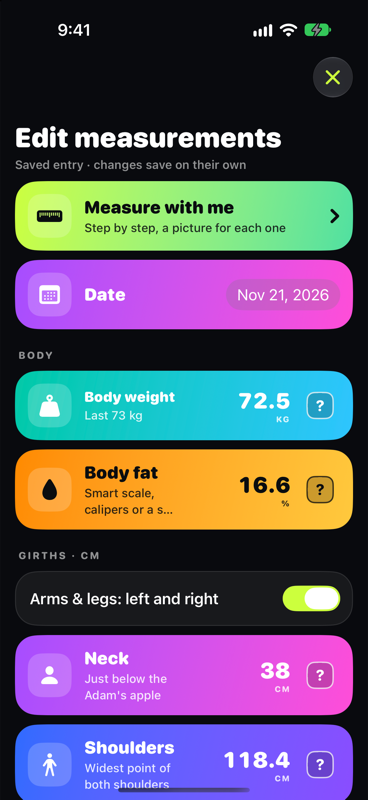 9:41
Edit measurements
Saved entry · changes save on their own
Measure with me
Step by step, a picture for each one
Date
Nov 21, 2026
BODY
Body weight
Last 73 kg
72.5
KG
?
Body fat
Smart scale,
calipers or a s...
16.6
%
?
GIRTHS · CM
Arms & legs: left and right
Neck
Just below the
Adam's apple
38
CM
?
Shoulders
Widest point of
both shoulders
118.4
CM
?